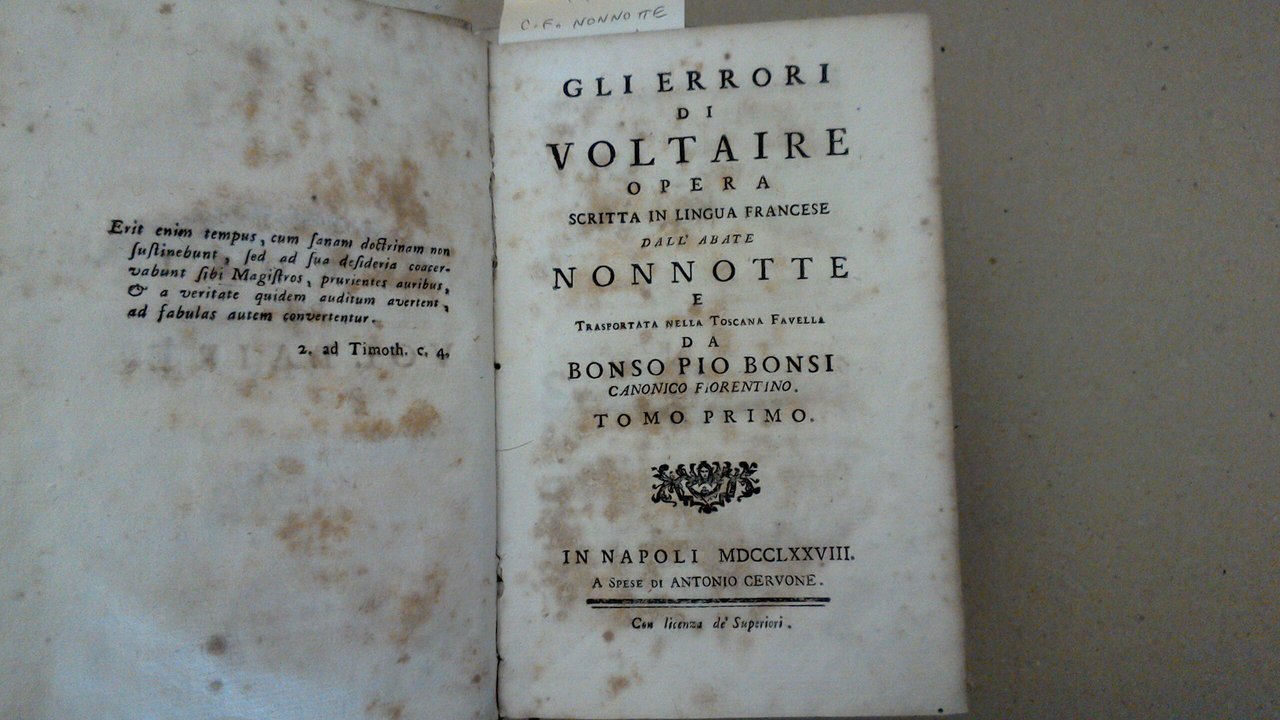 C.F. NONNOTTE
Erit enim tempus, cum ſanam doctrinam non
ſuſtinebunt, ſed ad ſua deſideria coacer-
vabunt ſibi Magiſtros, prurientes auribus,
& a veritate quidem auditum avertent,
ad fabulas autem convertentur.
2. ad Timoth. c. 4,
GLI ERRORI
DI
VOLTAIRE
OPERA
SCRITTA IN LINGUA FRANCESE
DALL' ABATE
NONNOTTE
E
TRASPORTATA NELLA TOSCANA FAVELLA
DA
BONSO PIO BONSI
CANONICO FIORENTINO.
TOMO PRIMO.
IN NAPOLI MDCCLXXVIII.
A SPESE DI ANTONIO CERVONE.
Con licenza de' Superiori.